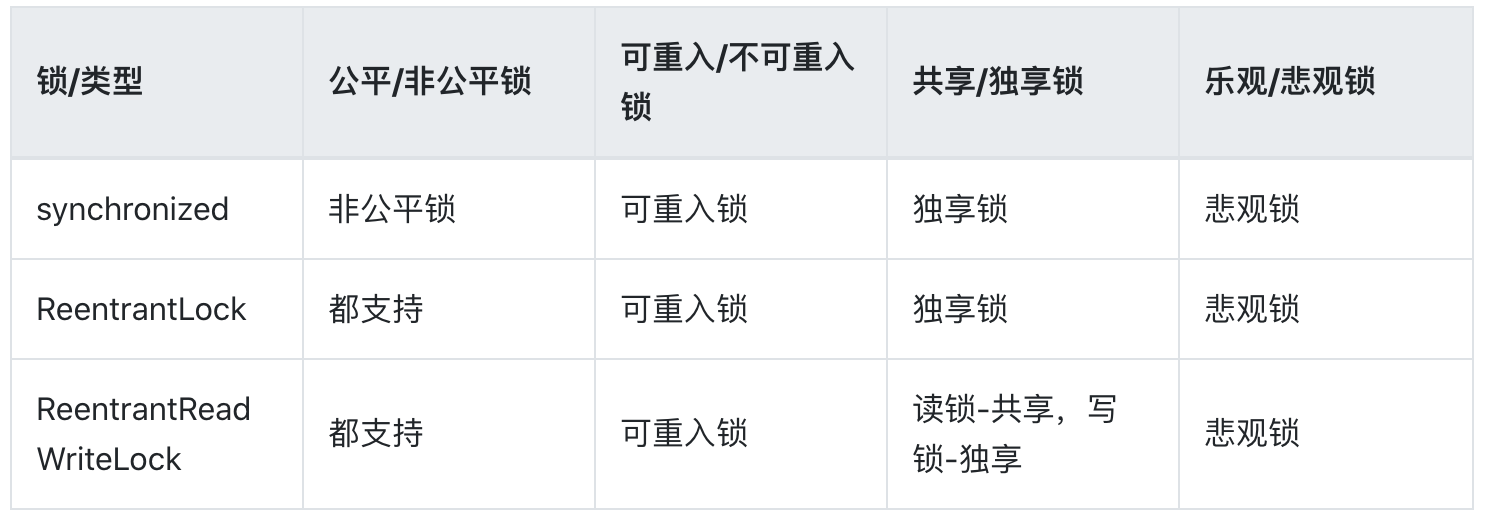 锁/类型
公平/非公平锁
可重入/不可重入
锁
共享/独享锁
乐观/悲观锁
synchronized
非公平锁
可重入锁
独享锁
悲观锁
ReentrantLock
都支持
可重入锁
独享锁
悲观锁
ReentrantRead
WriteLock
都支持
可重入锁
读锁-共享，写
锁-独享
悲观锁